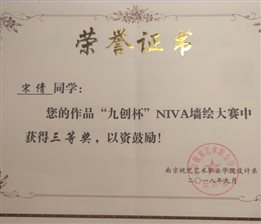 荣誉证书
宋倩 同学：
您的作品“九创杯”NIVA墙绘大赛中
获得三等奖，以资鼓励！
南京视觉艺术职业学院设计系
二〇一八年九月